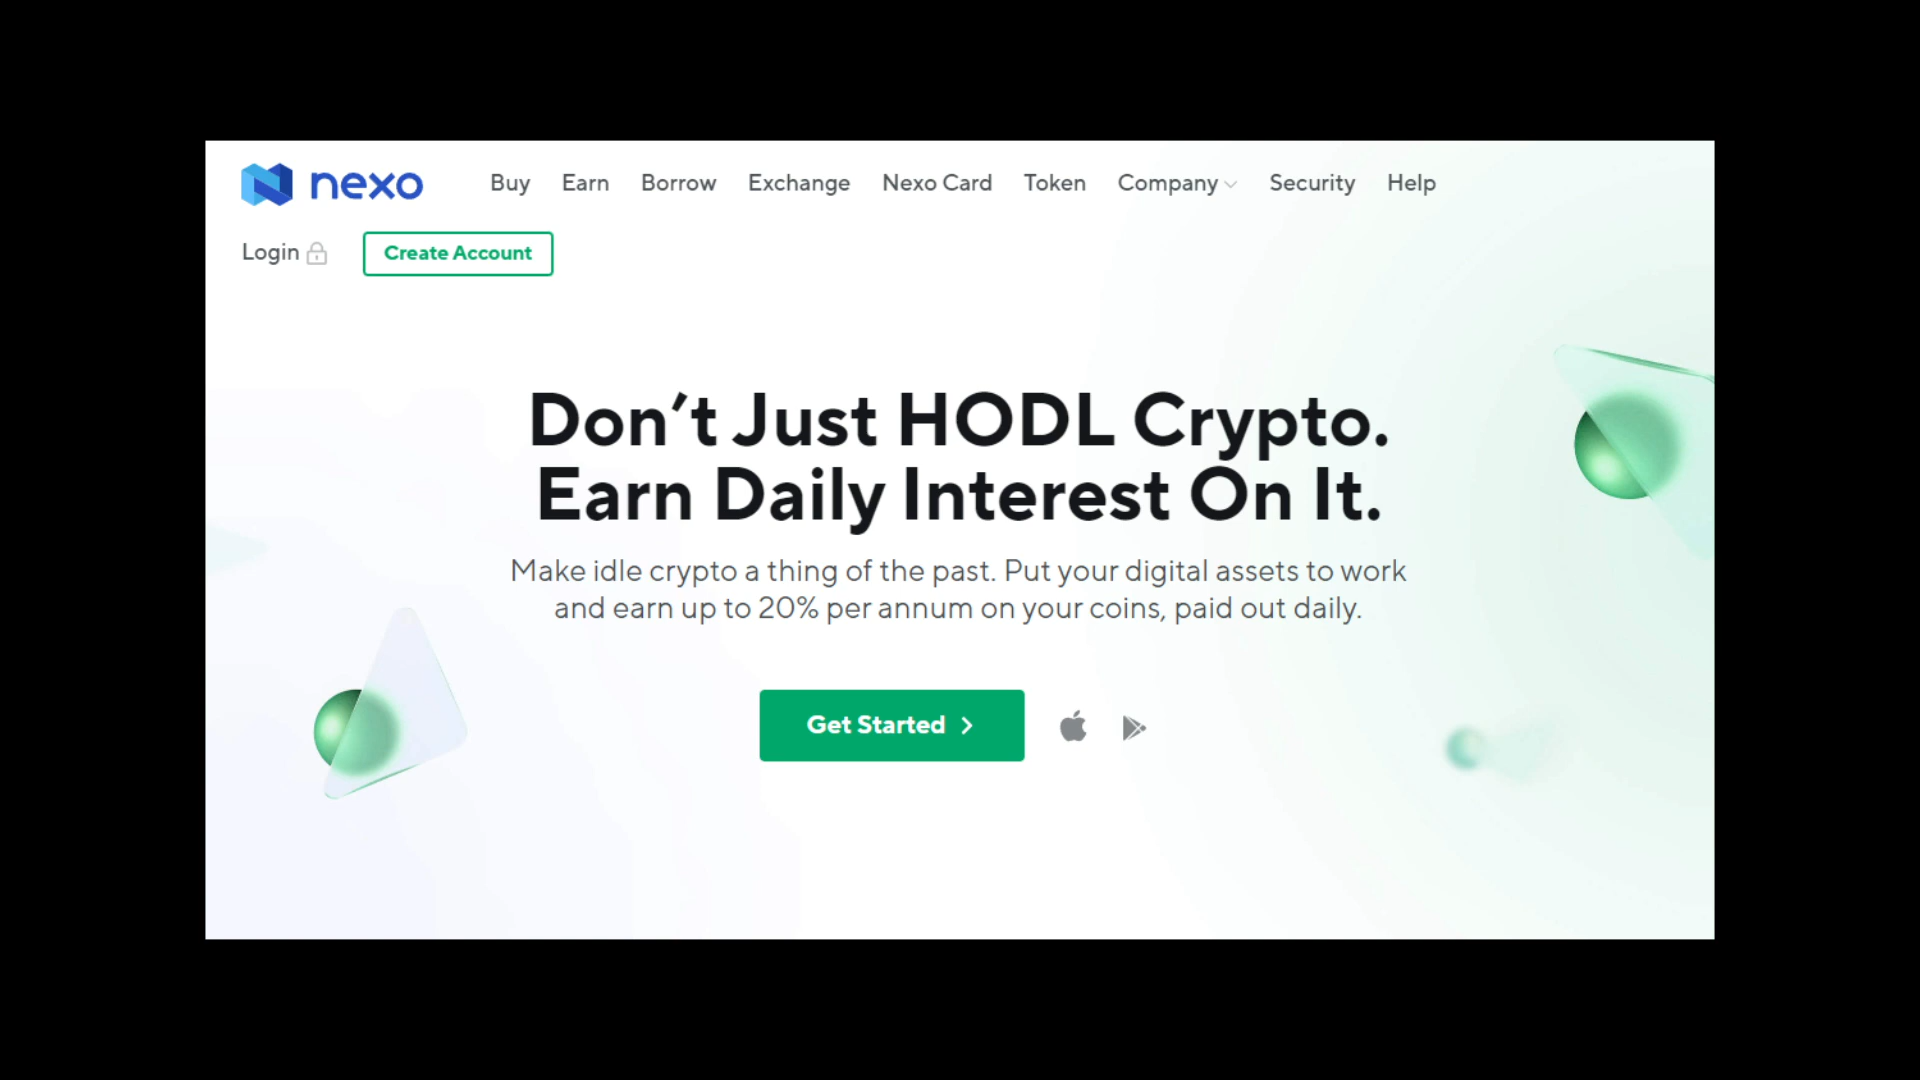 nexo
Buy Earn Borrow Exchange Nexo Card Token Company Security Help
Login Create Account
Don’t Just HODL Crypto.
Earn Daily Interest On It.
Make idle crypto a thing of the past. Put your digital assets to work
and earn up to 20% per annum on your coins, paid out daily.
Get Started